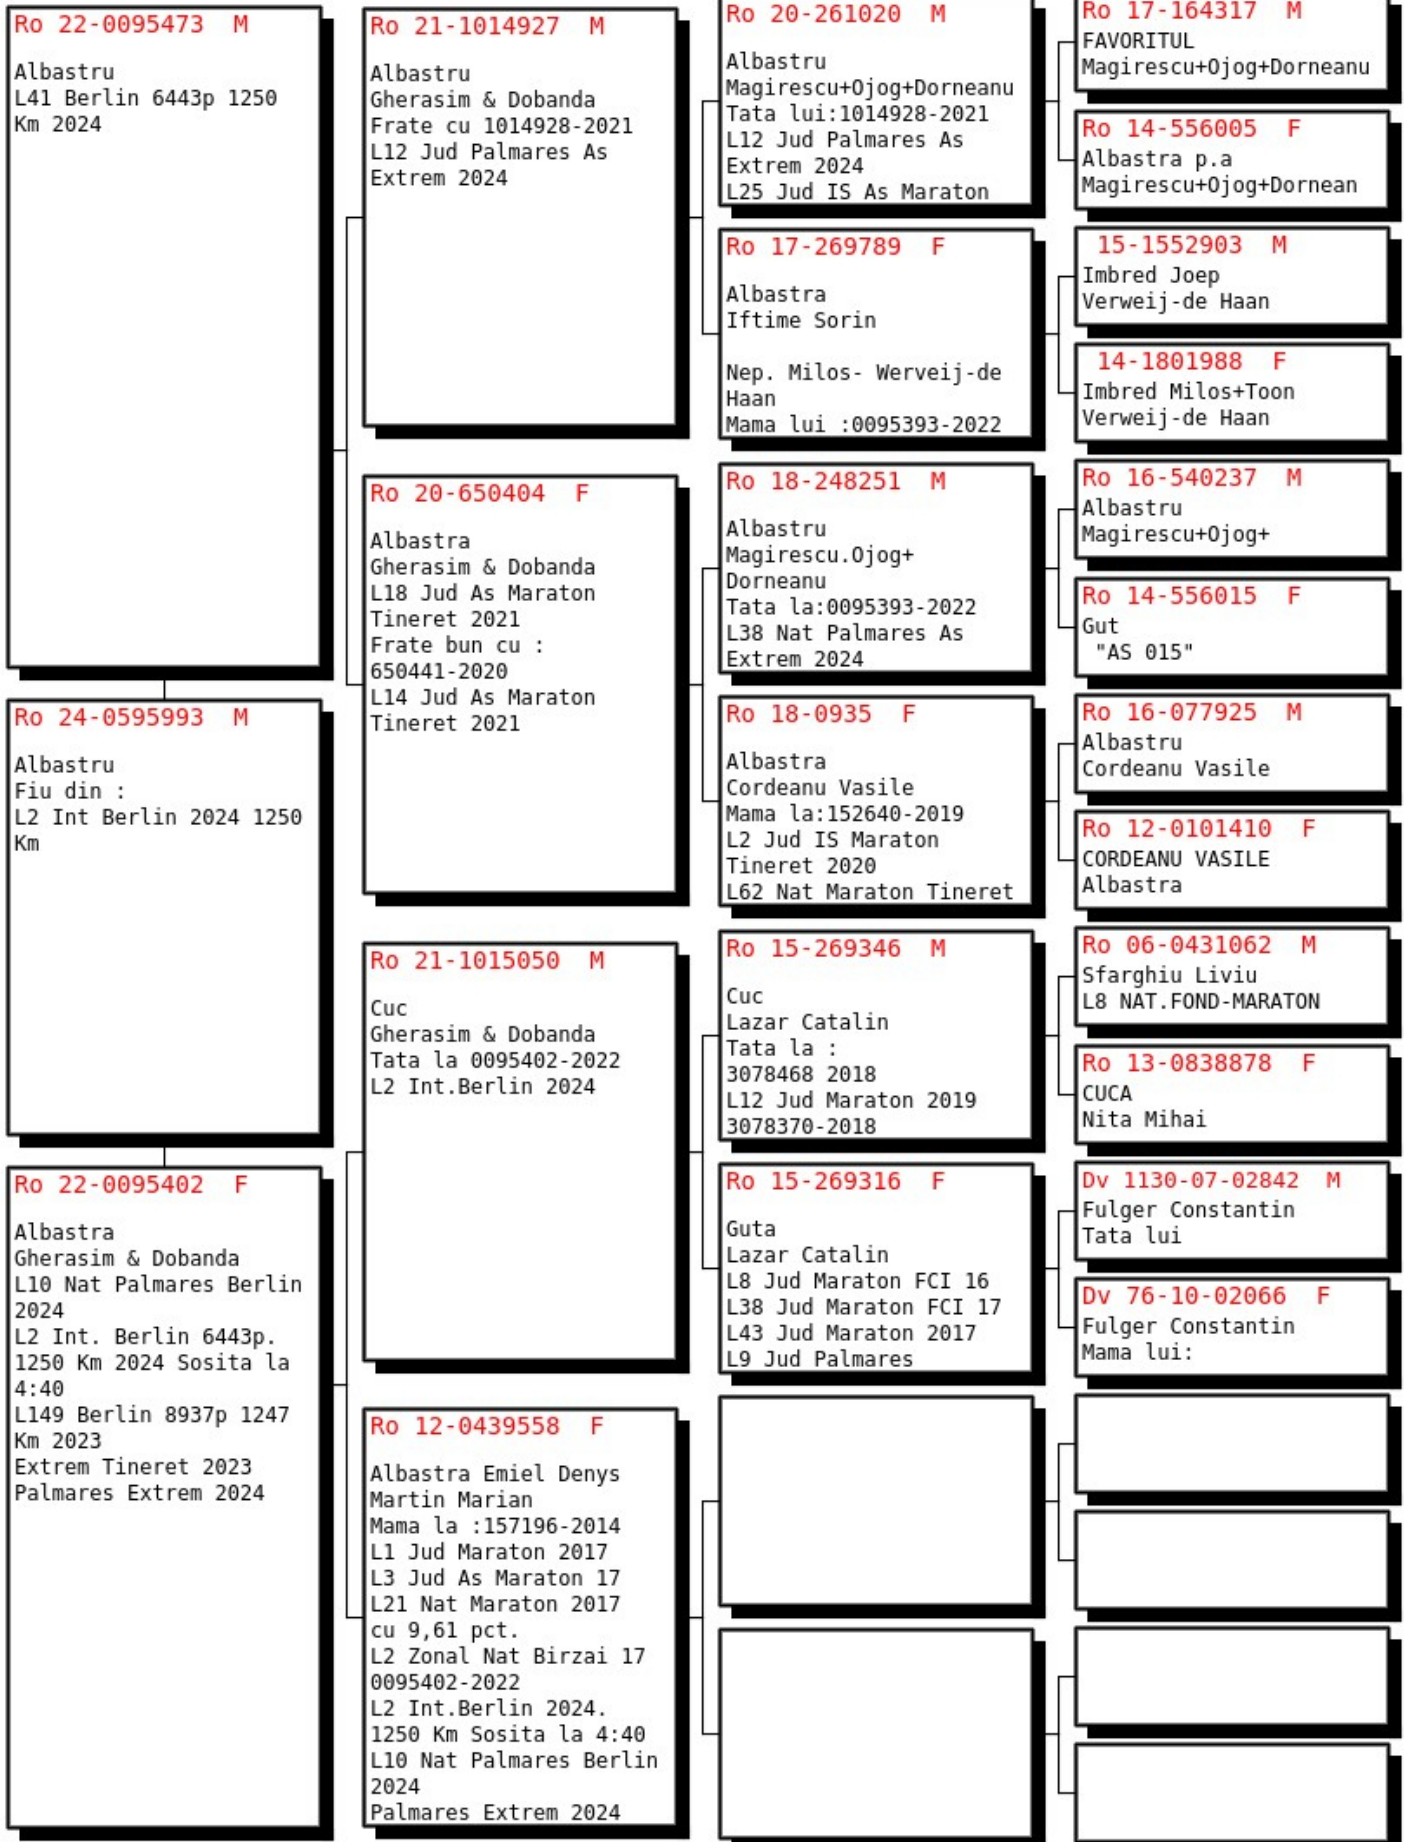 Ro 22-0095473 M
Albastru
L41 Berlin 6443p 1250
Km 2024
Ro 24-0595993 M
Albastru
Fiu din :
L2 Int Berlin 2024 1250
Km
Ro 22-0095402 F
Albastra
Gherasim & Dobanda
L10 Nat Palmares Berlin
2024
L2 Int. Berlin 6443p.
1250 Km 2024 Sosita la
4:40
L149 Berlin 8937p 1247
Km 2023
Extrem Tineret 2023
Palmares Extrem 2024
Ro 21-1014927 M
Albastru
Gherasim & Dobanda
Frate cu 1014928-2021
L12 Jud Palmares As
Extrem 2024
Ro 20-650404 F
Albastra
Gherasim & Dobanda
L18 Jud As Maraton
Tineret 2021
Frate bun cu :
650441-2020
L14 Jud As Maraton
Tineret 2021
Ro 21-1015050 M
Cuc
Gherasim & Dobanda
Tata la 0095402-2022
L2 Int.Berlin 2024
Ro 12-0439558 F
Albastra Emiel Denys
Martin Marian
Mama la :157196-2014
L1 Jud Maraton 2017
L3 Jud As Maraton 17
L21 Nat Maraton 2017
cu 9,61 pct.
L2 Zonal Nat Birzai 17
0095402-2022
L2 Int.Berlin 2024.
1250 Km Sosita la 4:40
L10 Nat Palmares Berlin
2024
Palmares Extrem 2024
Ro 20-261020 M
Albastru
Magirescu+Ojog+Dorneanu
Tata lui:1014928-2021
L12 Jud Palmares As
Extrem 2024
L25 Jud IS As Maraton
Ro 17-269789 F
Albastra
Iftime Sorin
Nep. Milos- Werveij-de
Haan
Mama lui :0095393-2022
Ro 18-248251 M
Albastru
Magirescu.Ojog+
Dorneanu
Tata la:0095393-2022
L38 Nat Palmares As
Extrem 2024
Ro 18-0935 F
Albastra
Cordeanu Vasile
Mama la:152640-2019
L2 Jud IS Maraton
Tineret 2020
L62 Nat Maraton Tineret
Ro 15-269346 M
Cuc
Lazar Catalin
Tata la :
3078468 2018
L12 Jud Maraton 2019
3078370-2018
Ro 15-269316 F
Guta
Lazar Catalin
L8 Jud Maraton FCI 16
L38 Jud Maraton FCI 17
L43 Jud Maraton 2017
L9 Jud Palmares
Ro 17-164317 M
FAVORITUL
Magirescu+Ojog+Dorneanu
Ro 14-556005 F
Albastra p.a
Magirescu+Ojog+Dornean
15-1552903 M
Imbred Joep
Verweij-de Haan
14-1801988 F
Imbred Milos+Toon
Verweij-de Haan
Ro 16-540237 M
Albastru
Magirescu+Ojog+
Ro 14-556015 F
Gut
"AS 015"
Ro 16-077925 M
Albastru
Cordeanu Vasile
Ro 12-0101410 F
CORDEANU VASILE
Albastra
Ro 06-0431062 M
Sfarghiu Liviu
L8 NAT.FOND-MARATON
Ro 13-0838878 F
CUCA
Nita Mihai
Dv 1130-07-02842 M
Fulger Constantin
Tata lui
Dv 76-10-02066 F
Fulger Constantin
Mama lui: